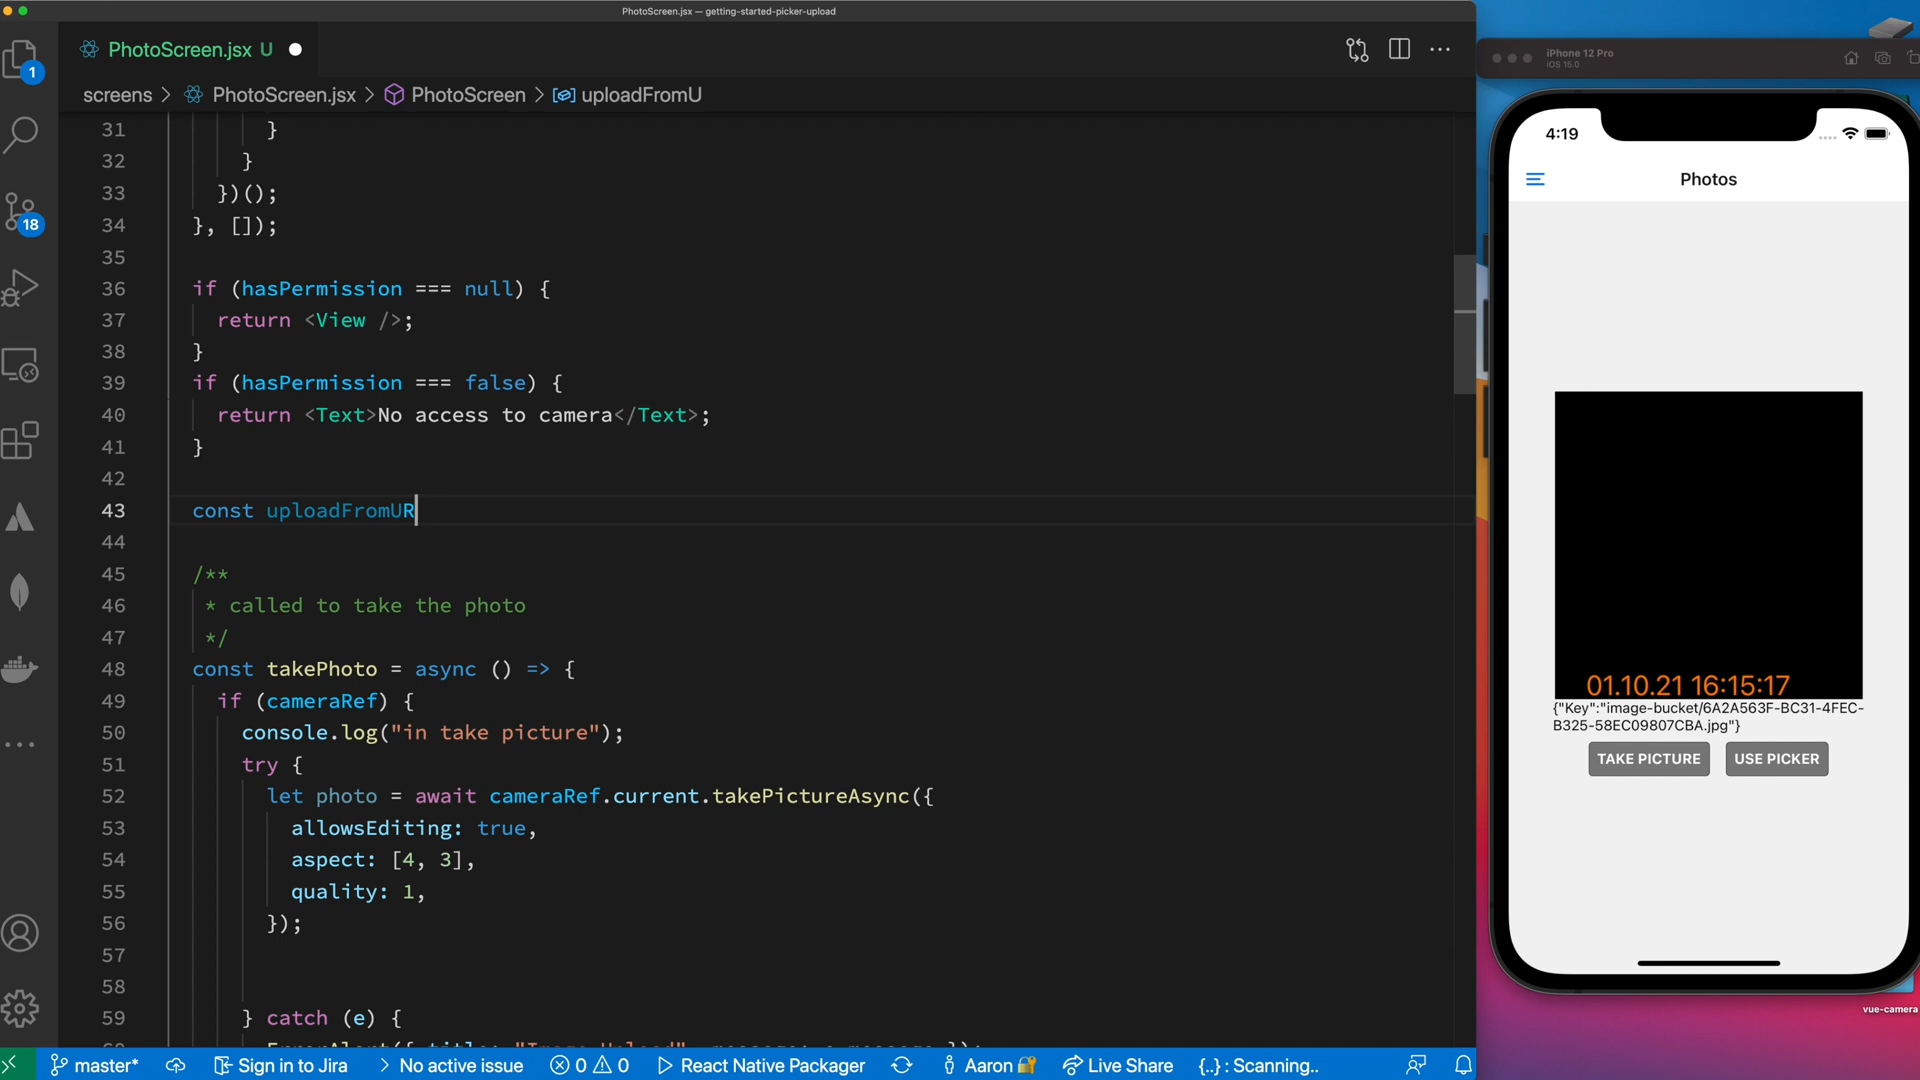 PhotoScreen.jsx — getting-started-picker-upload
PhotoScreen.jsx U
screens > PhotoScreen.jsx > PhotoScreen > uploadFromU
1
18
31 }
32 }
33 })();
34 }, []);
35
36 if (hasPermission === null) {
37 return <View />;
38 }
39 if (hasPermission === false) {
40 return <Text>No access to camera</Text>;
41 }
42
43 const uploadFromUR
44
45 /**
46 * called to take the photo
47 */
48 const takePhoto = async () => {
49 if (cameraRef) {
50 console.log("in take picture");
51 try {
52 let photo = await cameraRef.current.takePictureAsync({
53 allowsEditing: true,
54 aspect: [4, 3],
55 quality: 1,
56 });
57
58
59 } catch (e) {
master* Sign in to Jira > No active issue 0 0 React Native Packager Aaron Live Share {..} : Scanning..
iPhone 12 Pro
iOS 15.0
4:19
Photos
01.10.21 16:15:17
{"Key":"image-bucket/6A2A563F-BC31-4FEC-
B325-58EC09807CBA.jpg"}
TAKE PICTURE USE PICKER
vue-camera